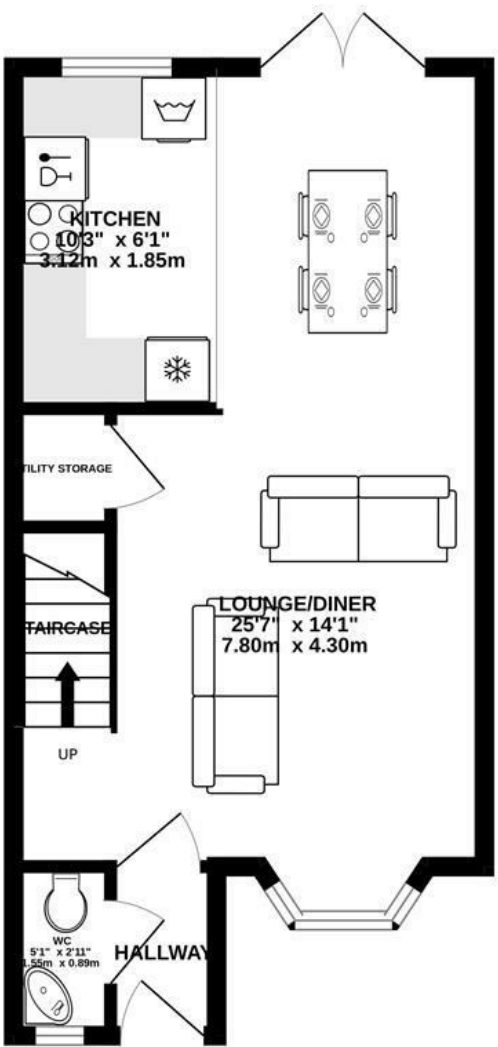 KITCHEN
10'3" x 6'1"
3.12m x 1.85m
TILITY STORAGE
LOUNGE/DINER
25'7" x 14'1"
7.80m x 4.30m
TAIRCASE
UP
WC
5'1" x 2'11"
1.55m x 0.89m
HALLWAY